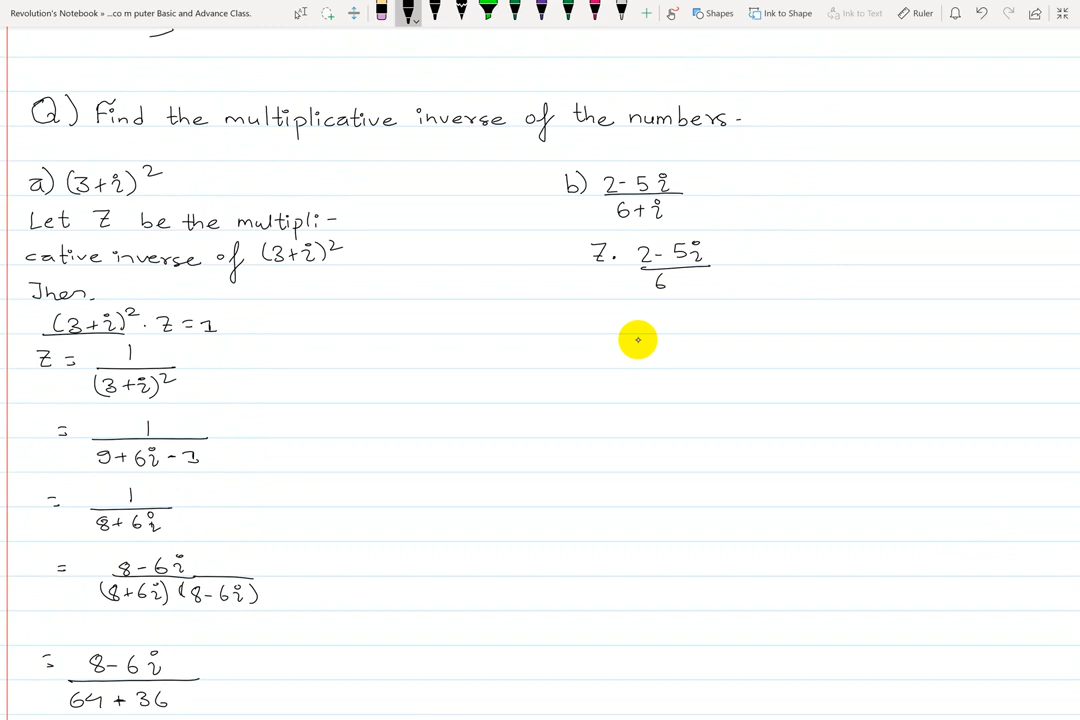 Revolution's Notebook » ...co m puter Basic and Advance Class.
Shapes
Ink to Shape
Ink to Text
Ruler
Q) Find the multiplicative inverse of the numbers.
a) (3+i)²
Let Z be the multipli-
cative inverse of (3+i)²
Then.
(3+i)² . Z = 1
Z = 1
(3+i)²
= 1
9+6i-1
= 1
8+6i
= 8-6i
(8+6i) (8-6i)
= 8-6i
64 + 36
b) 2-5i
6+i
Z. 2-5i
6